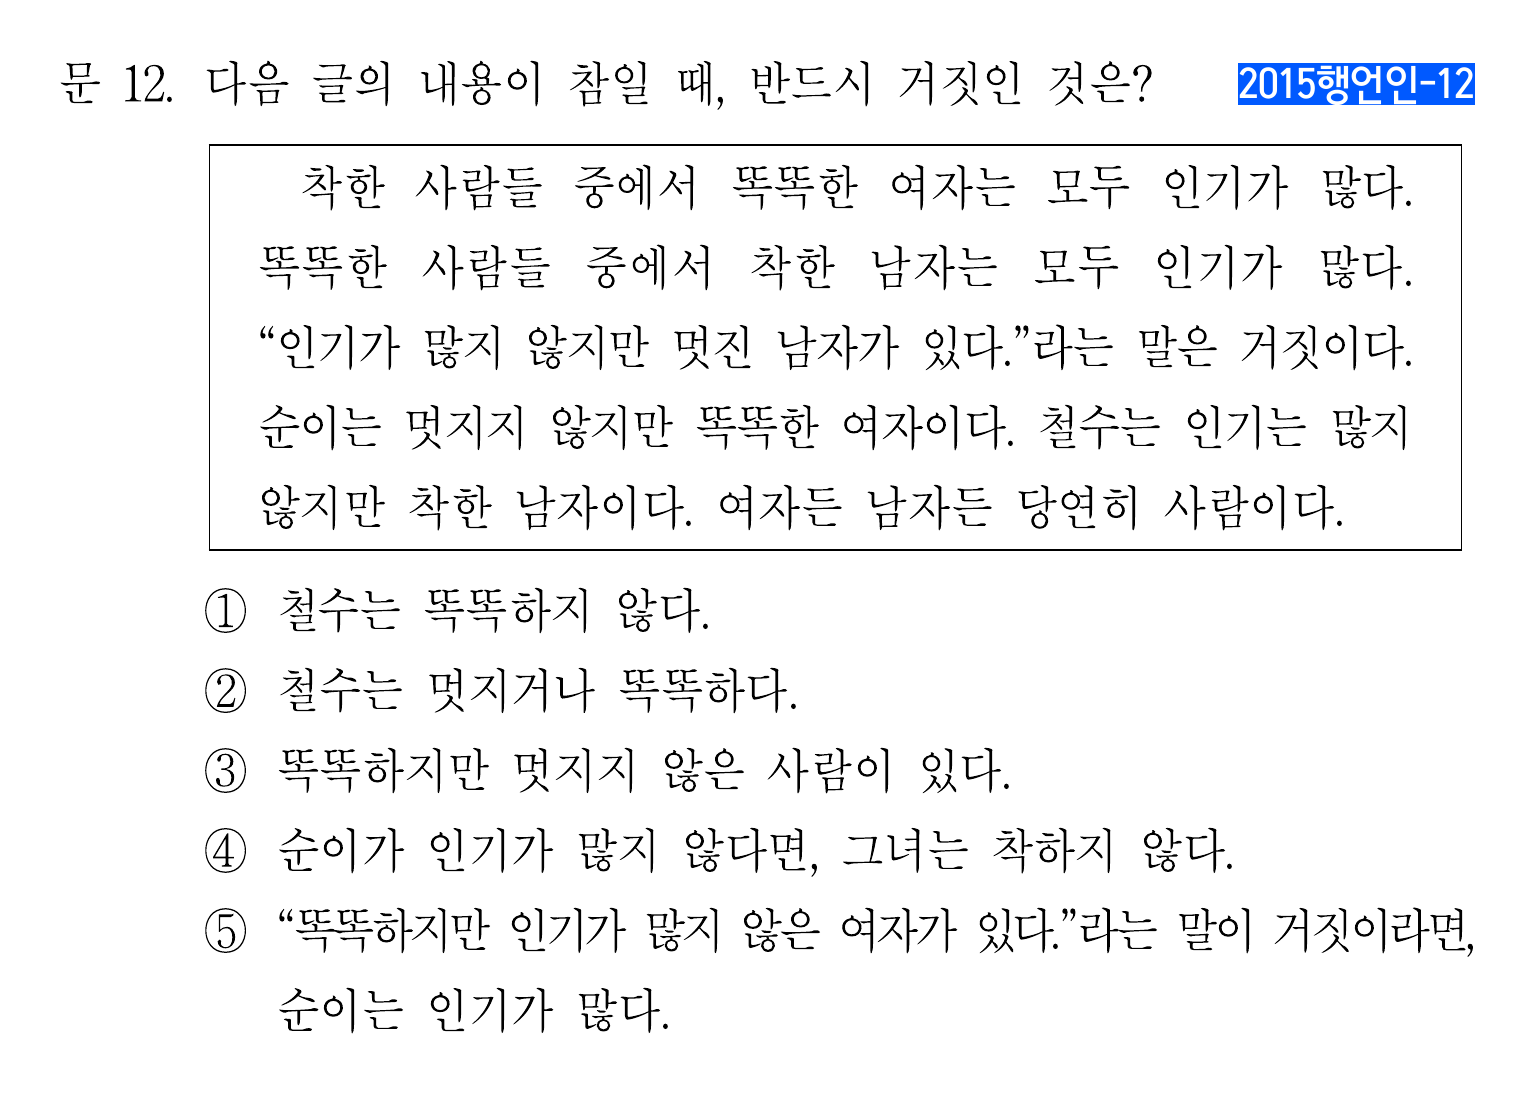 문 12. 다음 글의 내용이 참일 때, 반드시 거짓인 것은? 2015행언인-12
착한 사람들 중에서 똑똑한 여자는 모두 인기가 많다.
똑똑한 사람들 중에서 착한 남자는 모두 인기가 많다.
“인기가 많지 않지만 멋진 남자가 있다.”라는 말은 거짓이다.
순이는 멋지지 않지만 똑똑한 여자이다. 철수는 인기는 많지
않지만 착한 남자이다. 여자든 남자든 당연히 사람이다.
① 철수는 똑똑하지 않다.
② 철수는 멋지거나 똑똑하다.
③ 똑똑하지만 멋지지 않은 사람이 있다.
④ 순이가 인기가 많지 않다면, 그녀는 착하지 않다.
⑤ “똑똑하지만 인기가 많지 않은 여자가 있다.”라는 말이 거짓이라면,
순이는 인기가 많다.